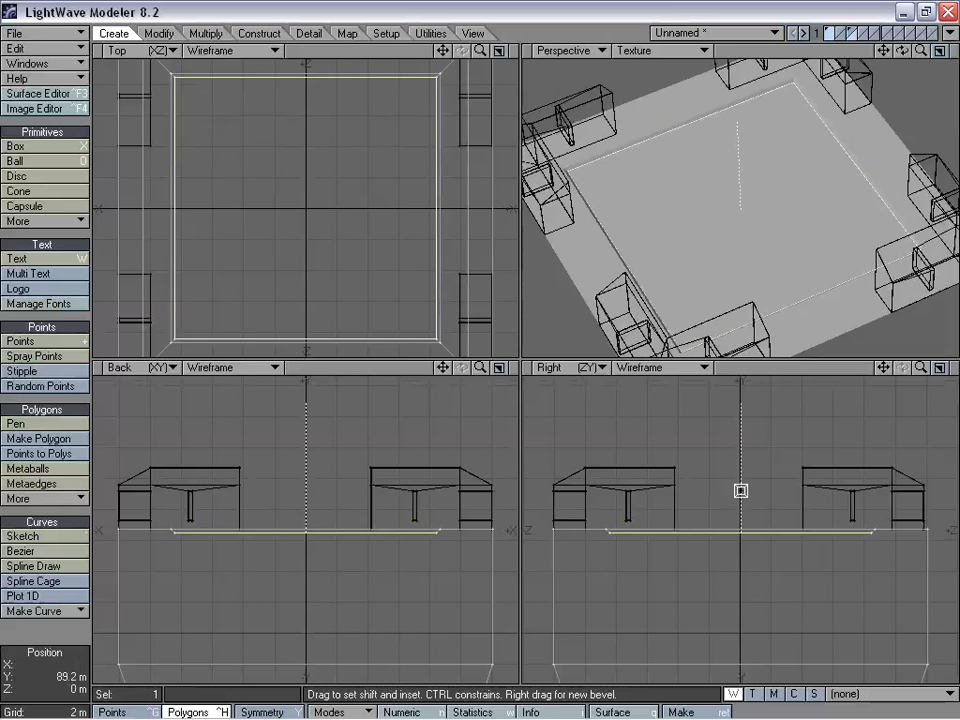 LightWave Modeler 8.2
File
Edit
Windows
Help
Surface Editor ^F3
Image Editor ^F4
Primitives
Box X
Ball O
Disc
Cone
Capsule
More
Text
Text W
Multi Text
Logo
Manage Fonts
Points
Points +
Spray Points
Stipple
Random Points
Polygons
Pen
Make Polygon
Points to Polys
Metaballs
Metaedges
More
Curves
Sketch
Bezier
Spline Draw
Spline Cage
Plot 1D
Make Curve
Position
X:
Y: 89.2 m
Z: 0 m
Grid: 2 m
Create Modify Multiply Construct Detail Map Setup Utilities View
Unnamed * < > 1
Top (XZ) Wireframe
Perspective Texture
Back (XY) Wireframe
Right (ZY) Wireframe
Sel: 1
Drag to set shift and inset. CTRL constrains. Right drag for new bevel.
W T M C S (none)
Points ^G Polygons ^H Symmetry Y Modes Numeric n Statistics w Info i Surface q Make ret